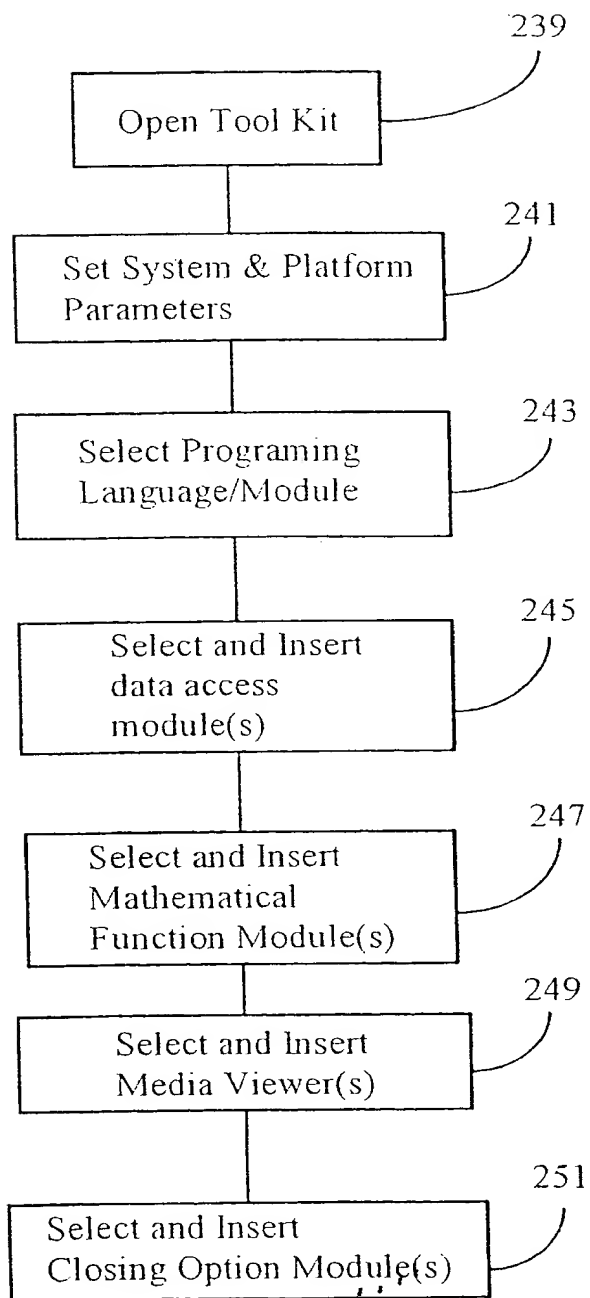 239
Open Tool Kit
241
Set System & Platform
Parameters
243
Select Programing
Language/Module
245
Select and Insert
data access
module(s)
247
Select and Insert
Mathematical
Function Module(s)
249
Select and Insert
Media Viewer(s)
251
Select and Insert
Closing Option Module(s)